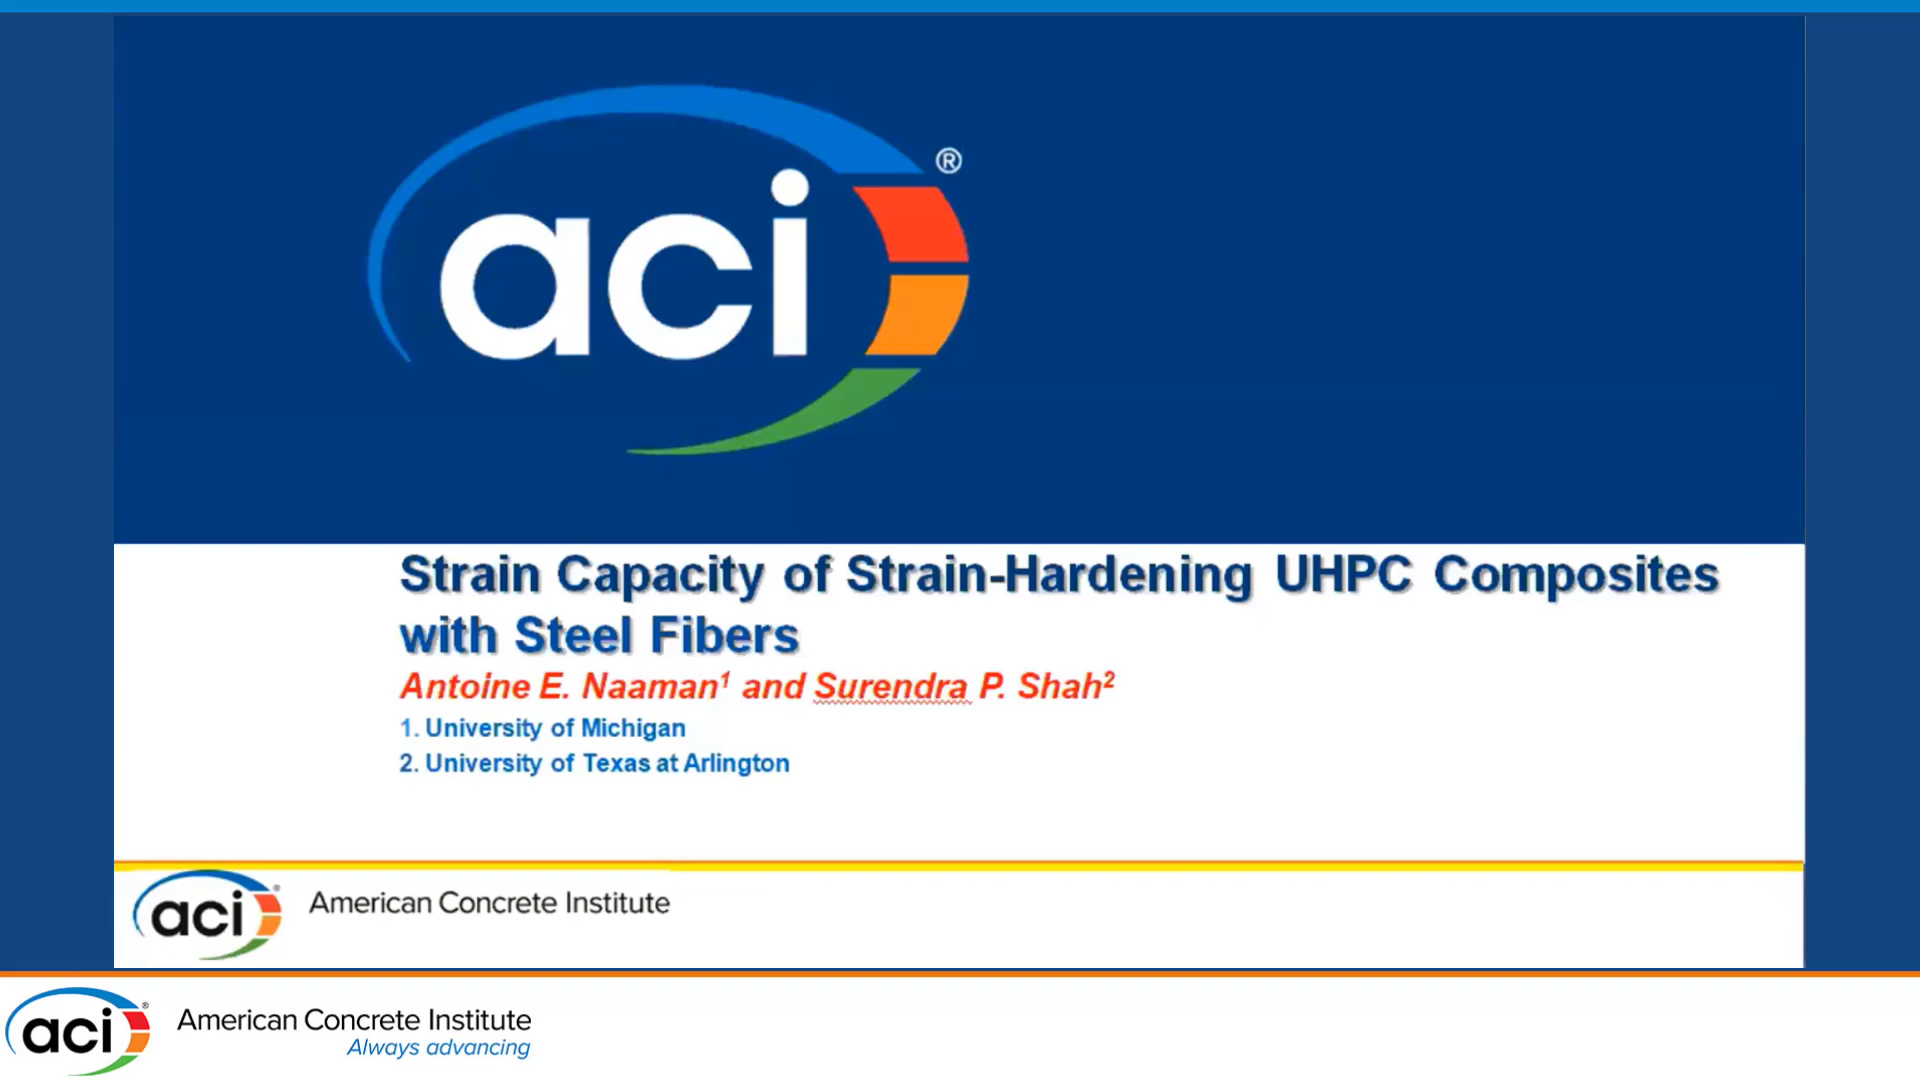 aci®
Strain Capacity of Strain-Hardening UHPC Composites
with Steel Fibers
Antoine E. Naaman¹ and Surendra P. Shah²
1. University of Michigan
2. University of Texas at Arlington
aci® American Concrete Institute
aci® American Concrete Institute
Always advancing